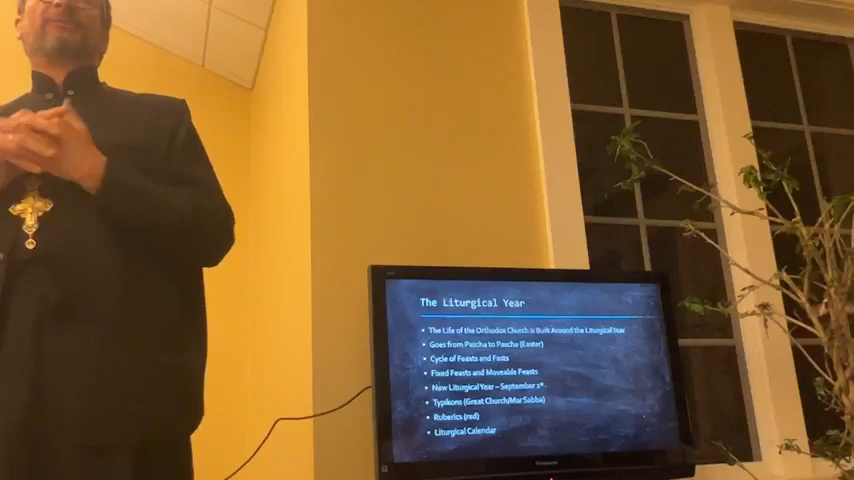 The Liturgical Year
• The Life of the Orthodox Church is Built Around the Liturgical Year
• Goes from Pascha to Pascha (Easter)
• Cycle of Feasts and Fasts
• Fixed Feasts and Moveable Feasts
• New Liturgical Year – September 1st
• Typikons (Great Church/Mar Sabba)
• Ruberics (red)
• Liturgical Calendar
Panasonic